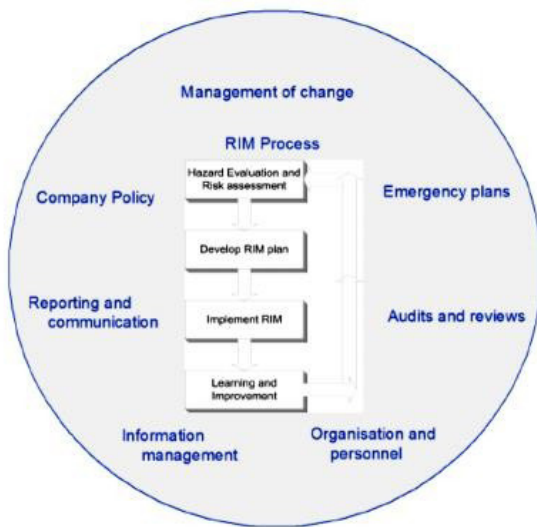 Management of change
RIM Process
Hazard Evaluation and
Risk assessment
Company Policy
Emergency plans
Develop RIM plan
Reporting and
communication
Implement RIM
Audits and reviews
Learning and
Improvement
Information
management
Organisation and
personnel